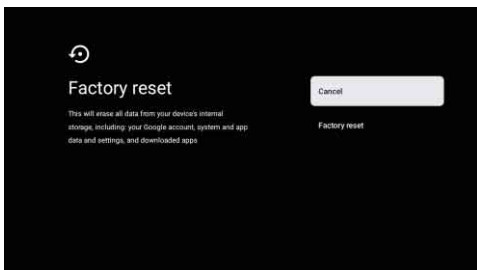 Factory reset
This will erase all data from your device's internal
storage, including: your Google account, system and app
data and settings, and downloaded apps
Cancel
Factory reset